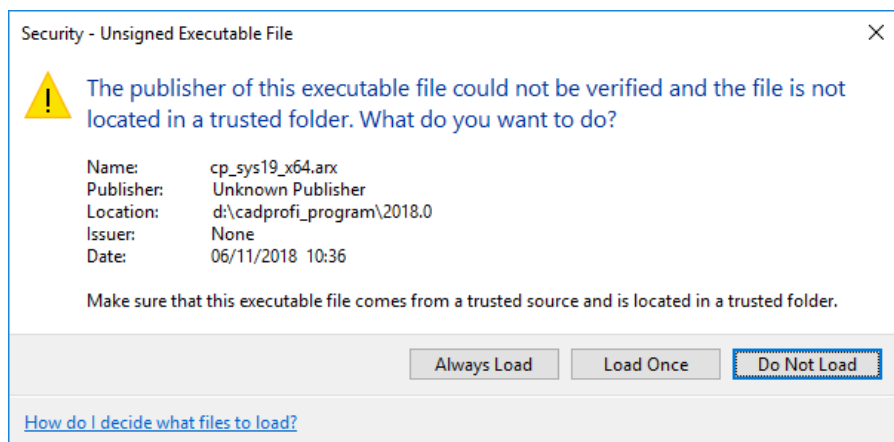 Security - Unsigned Executable File
The publisher of this executable file could not be verified and the file is not
located in a trusted folder. What do you want to do?
Name: cp_sys19_x64.arx
Publisher: Unknown Publisher
Location: d:\cadprofi_program\2018.0
Issuer: None
Date: 06/11/2018 10:36
Make sure that this executable file comes from a trusted source and is located in a trusted folder.
Always Load Load Once Do Not Load
How do I decide what files to load?